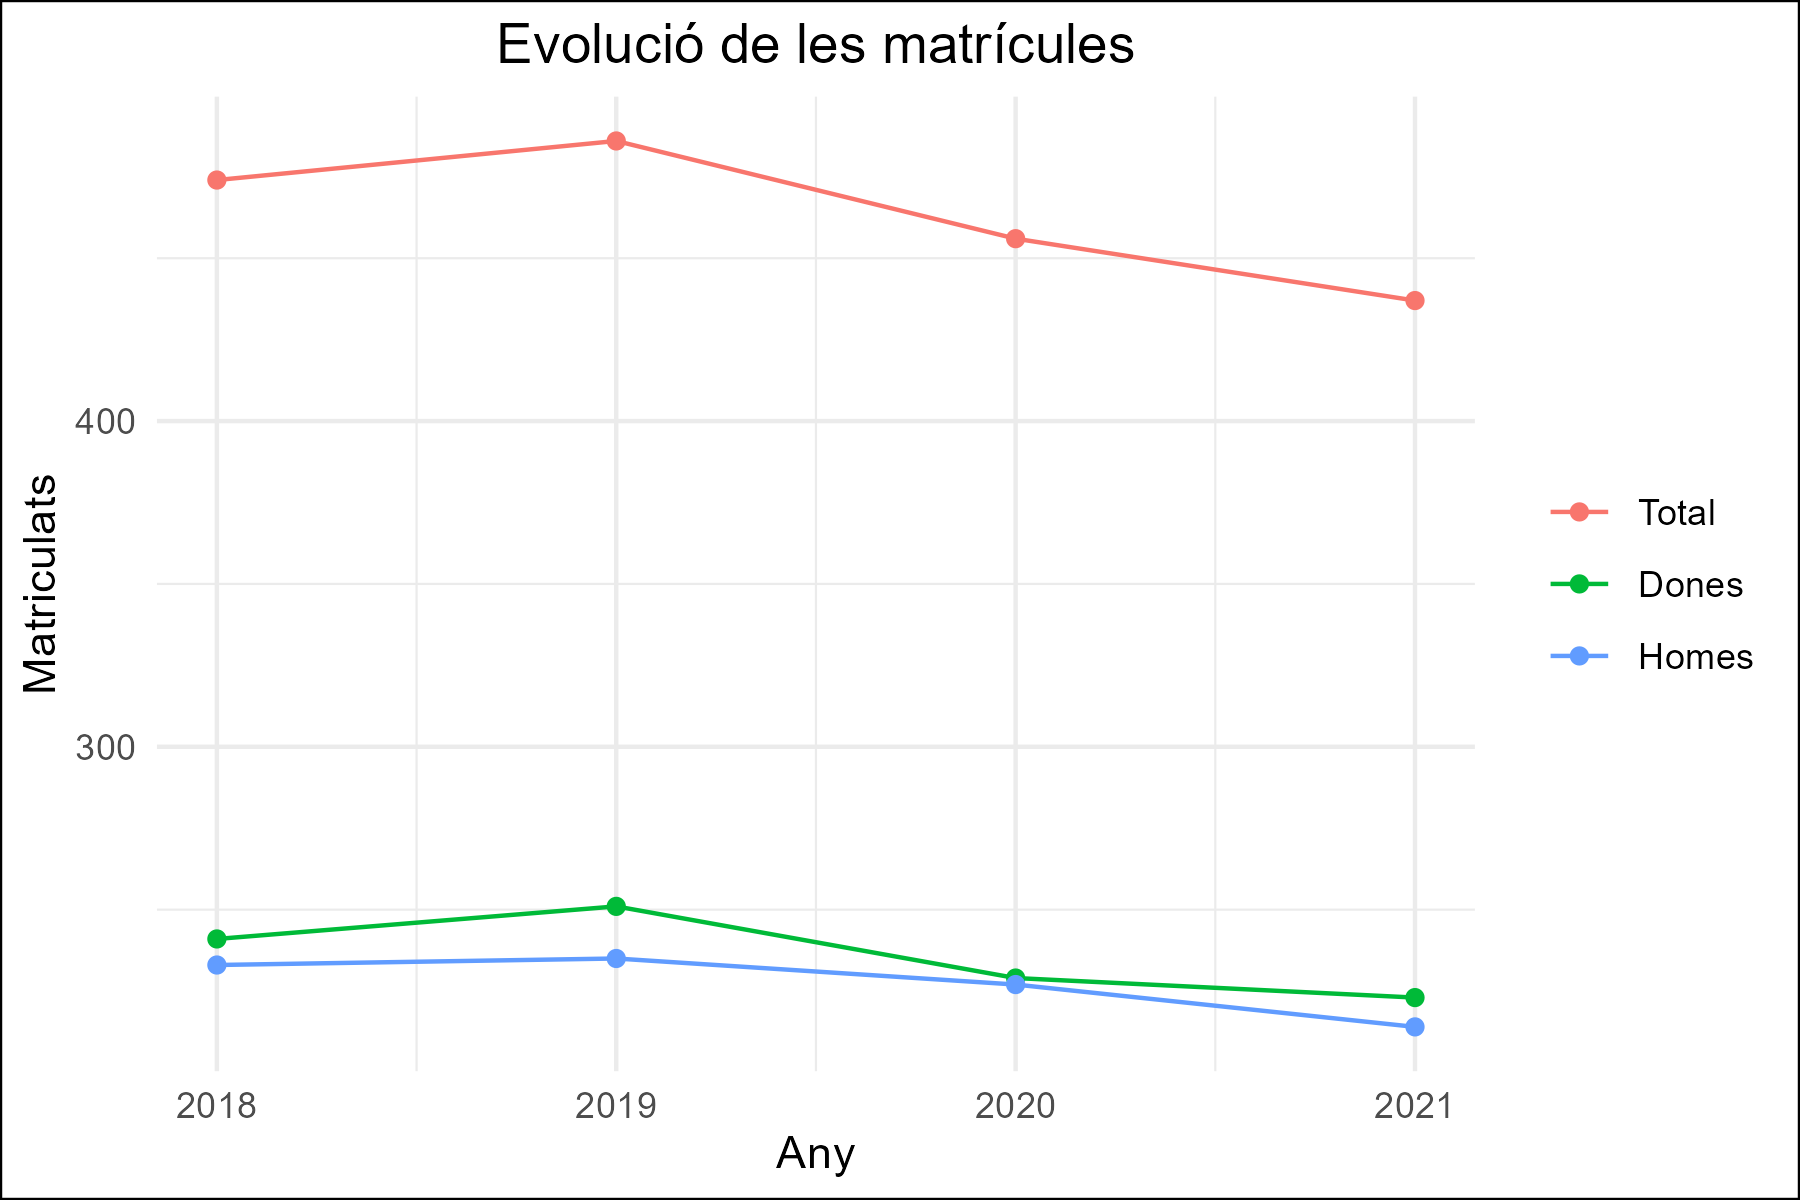 Evolució de les matrícules
Matriculats
400
300
2018 2019 2020 2021
Any
Total
Dones
Homes